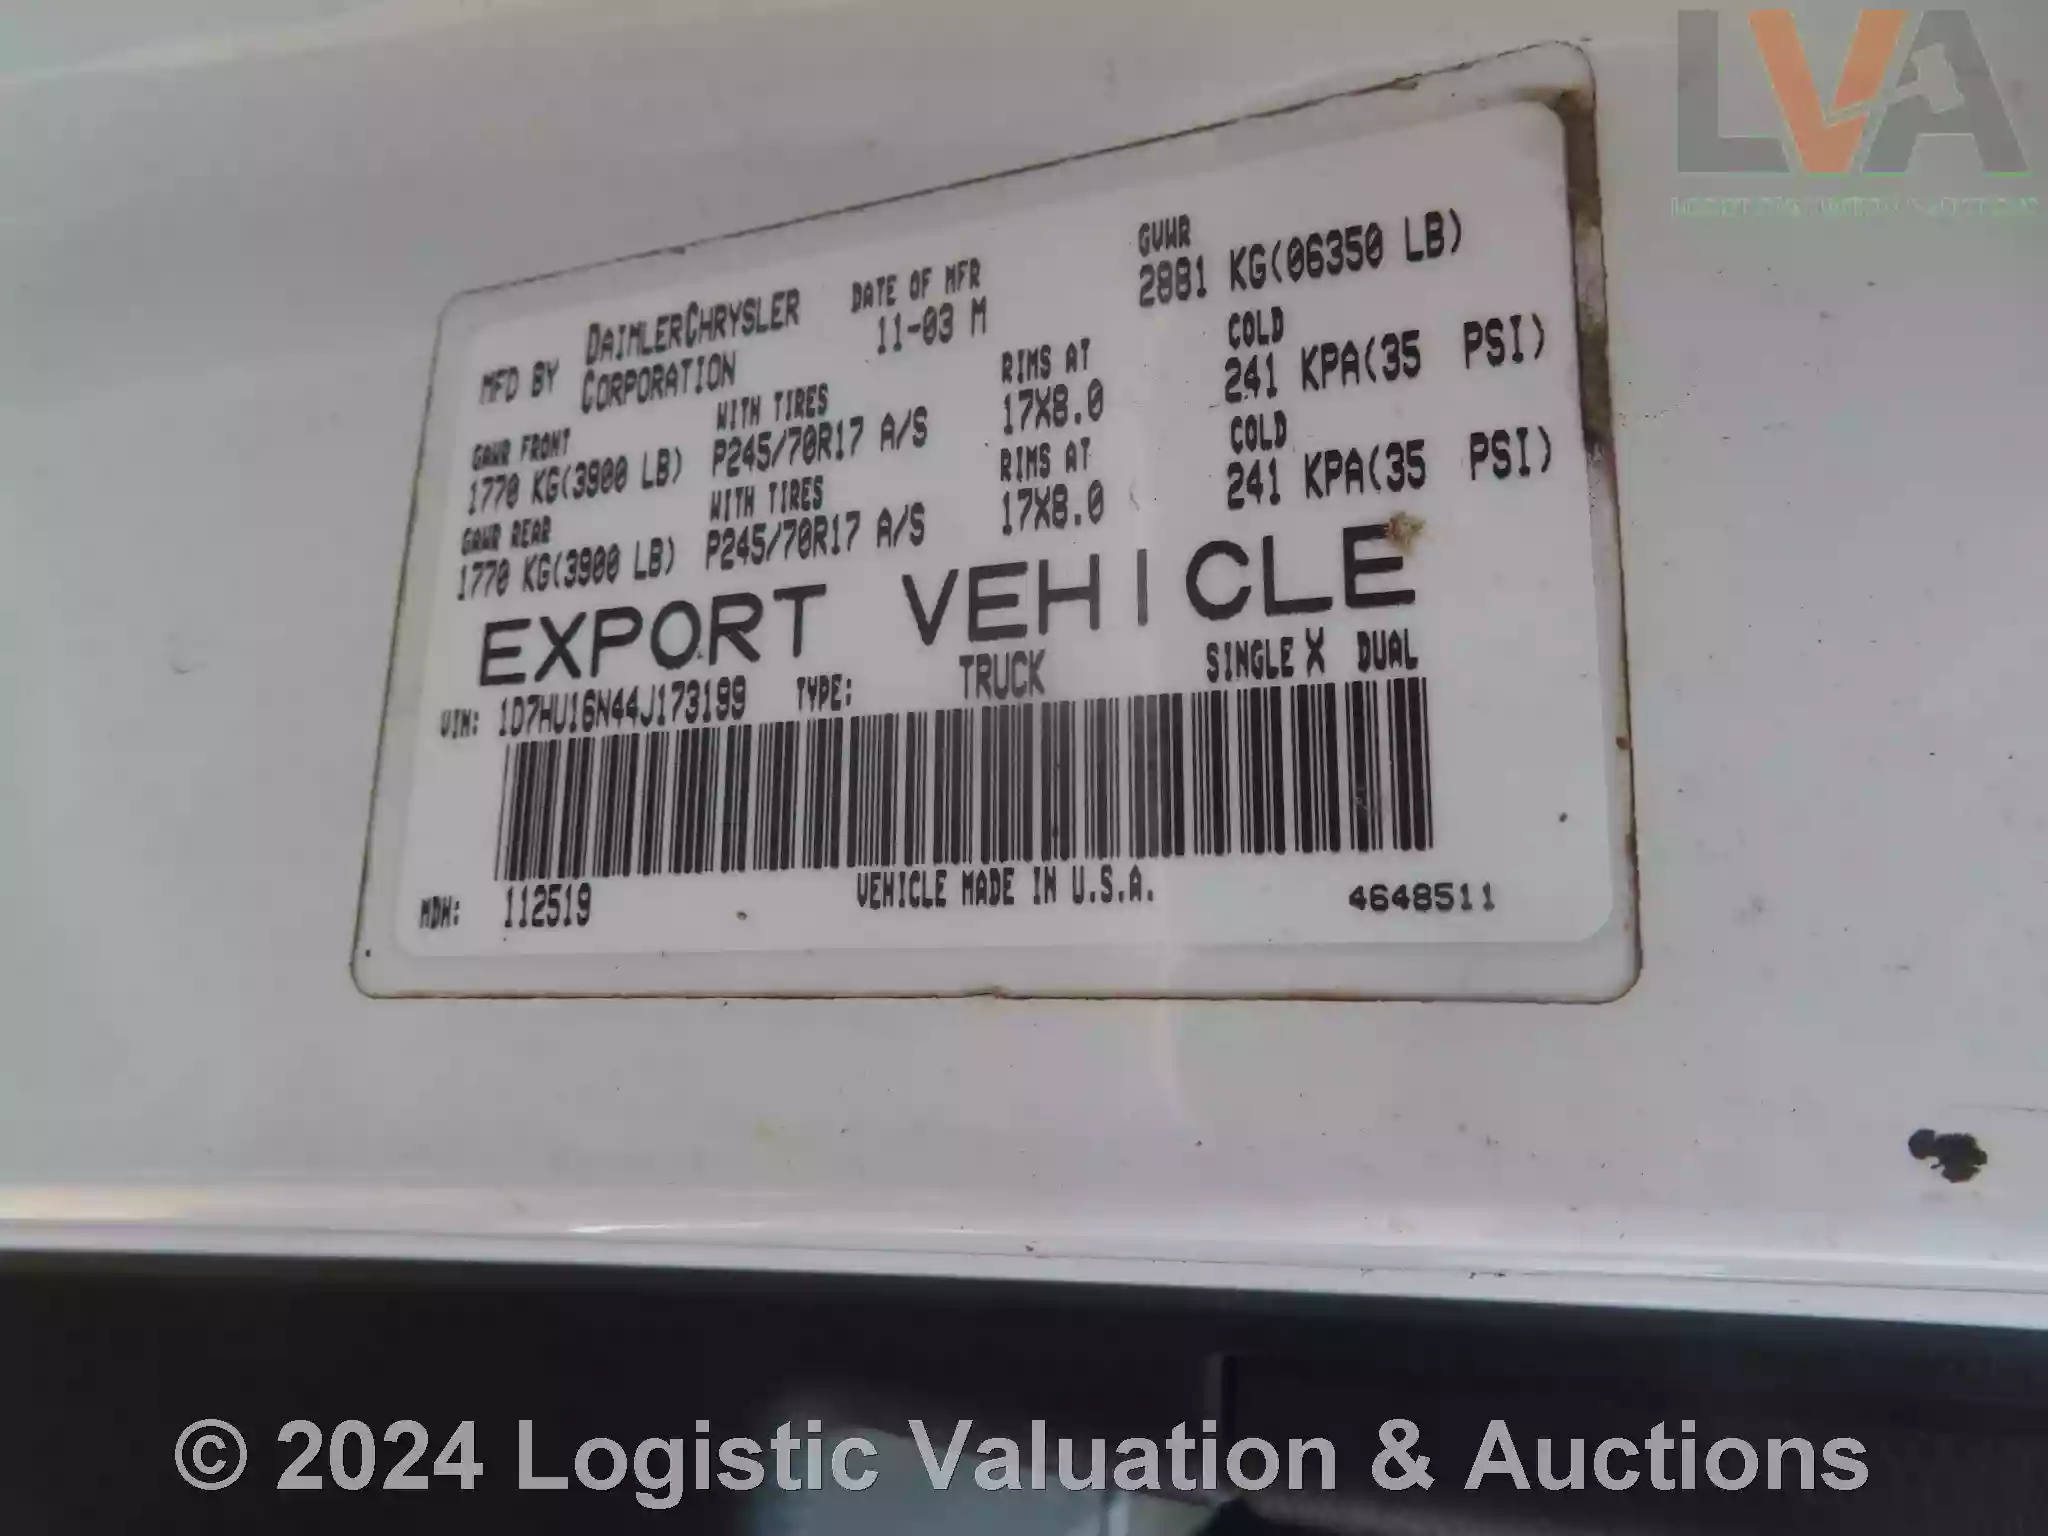 LVA
MFD BY DAIMLERCHRYSLER CORPORATION
DATE OF MFR
11-03 M
GVWR
2881 KG(06350 LB)
GAWR FRONT
1770 KG(3900 LB)
WITH TIRES
P245/70R17 A/S
RIMS AT
17X8.0
COLD
241 KPA(35 PSI)
GAWR REAR
1770 KG(3900 LB)
WITH TIRES
P245/70R17 A/S
RIMS AT
17X8.0
COLD
241 KPA(35 PSI)
EXPORT VEHICLE
VIN: 1D7HU16N44J173199 TYPE: TRUCK SINGLE X DUAL
MDH: 112519 VEHICLE MADE IN U.S.A. 4648511
© 2024 Logistic Valuation & Auctions